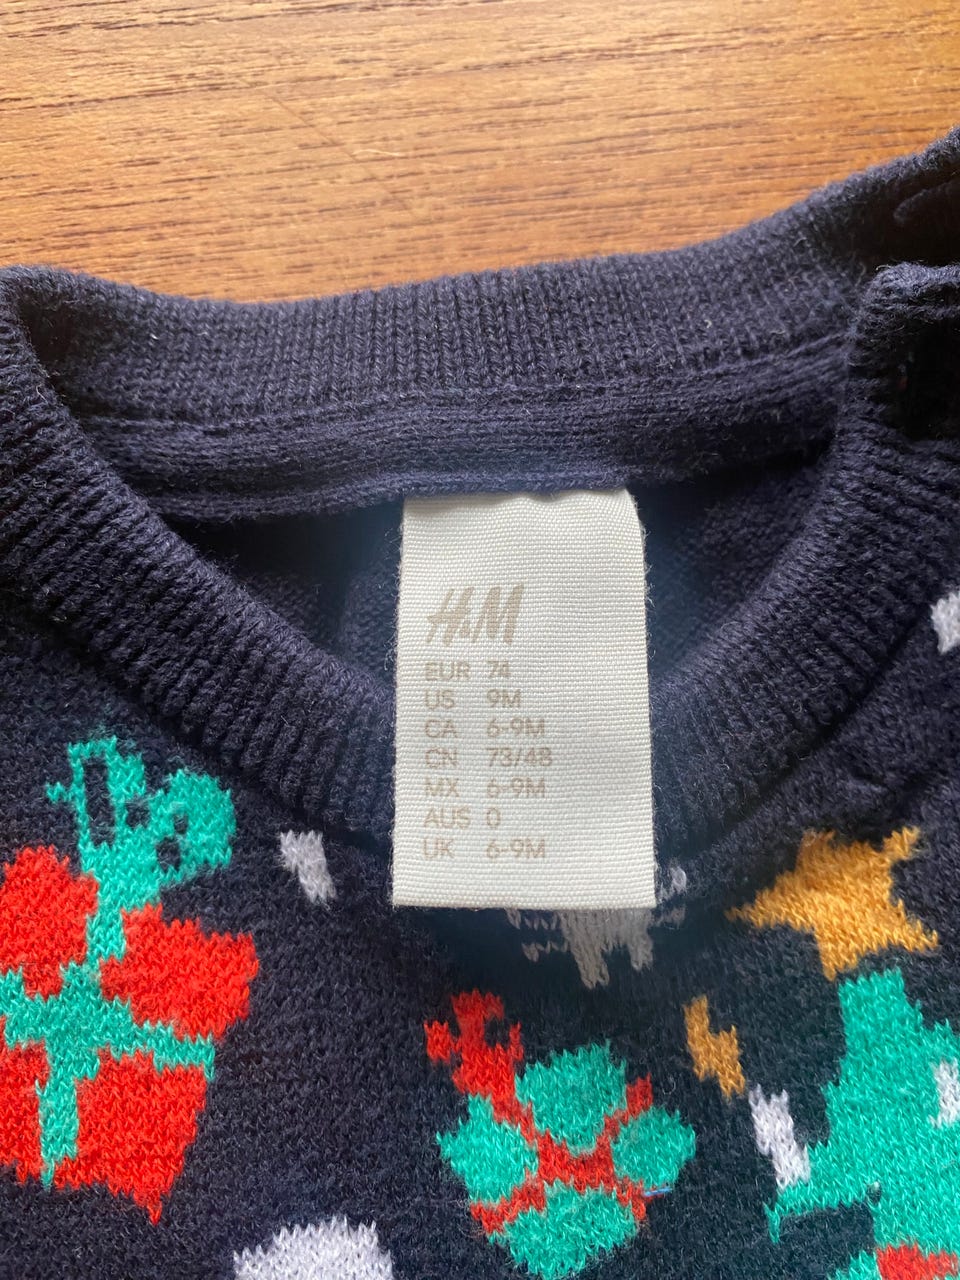 H&M
EUR 74
US 9M
CA 6-9M
CN 73/48
MX 6-9M
AUS 0
UK 6-9M